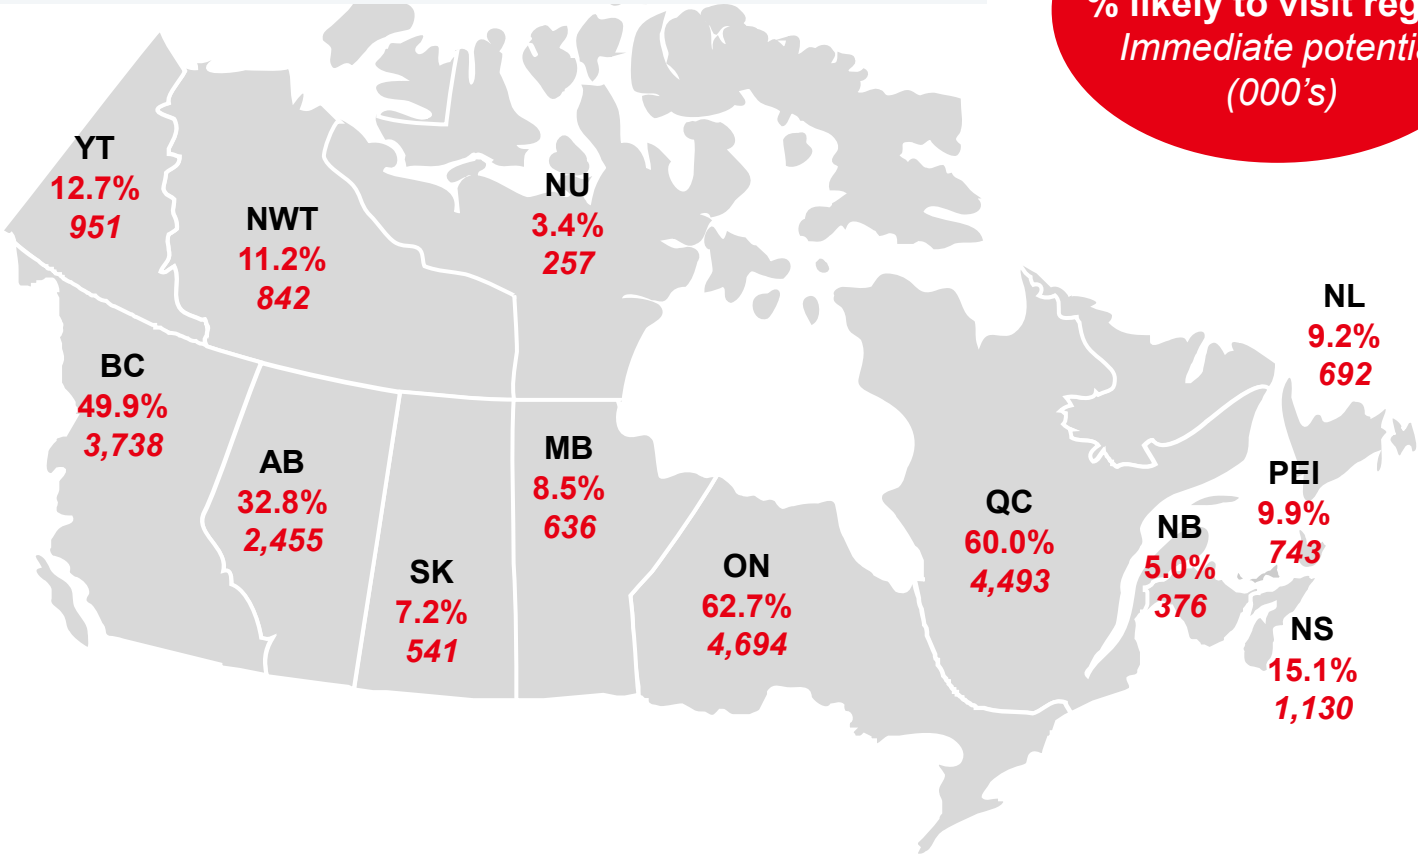 % likely to visit
Immediate
(000's)
YT
12.7%
951
NWT
11.2%
842
NU
3.4%
257
NL
9.2%
692
BC
49.9%
3,738
AB
32.8%
2,455
SK
7.2%
541
MB
8.5%
636
ON
62.7%
4,694
QC
60.0%
4,493
NB
5.0%
376
PEI
9.9%
743
NS
15.1%
1,130